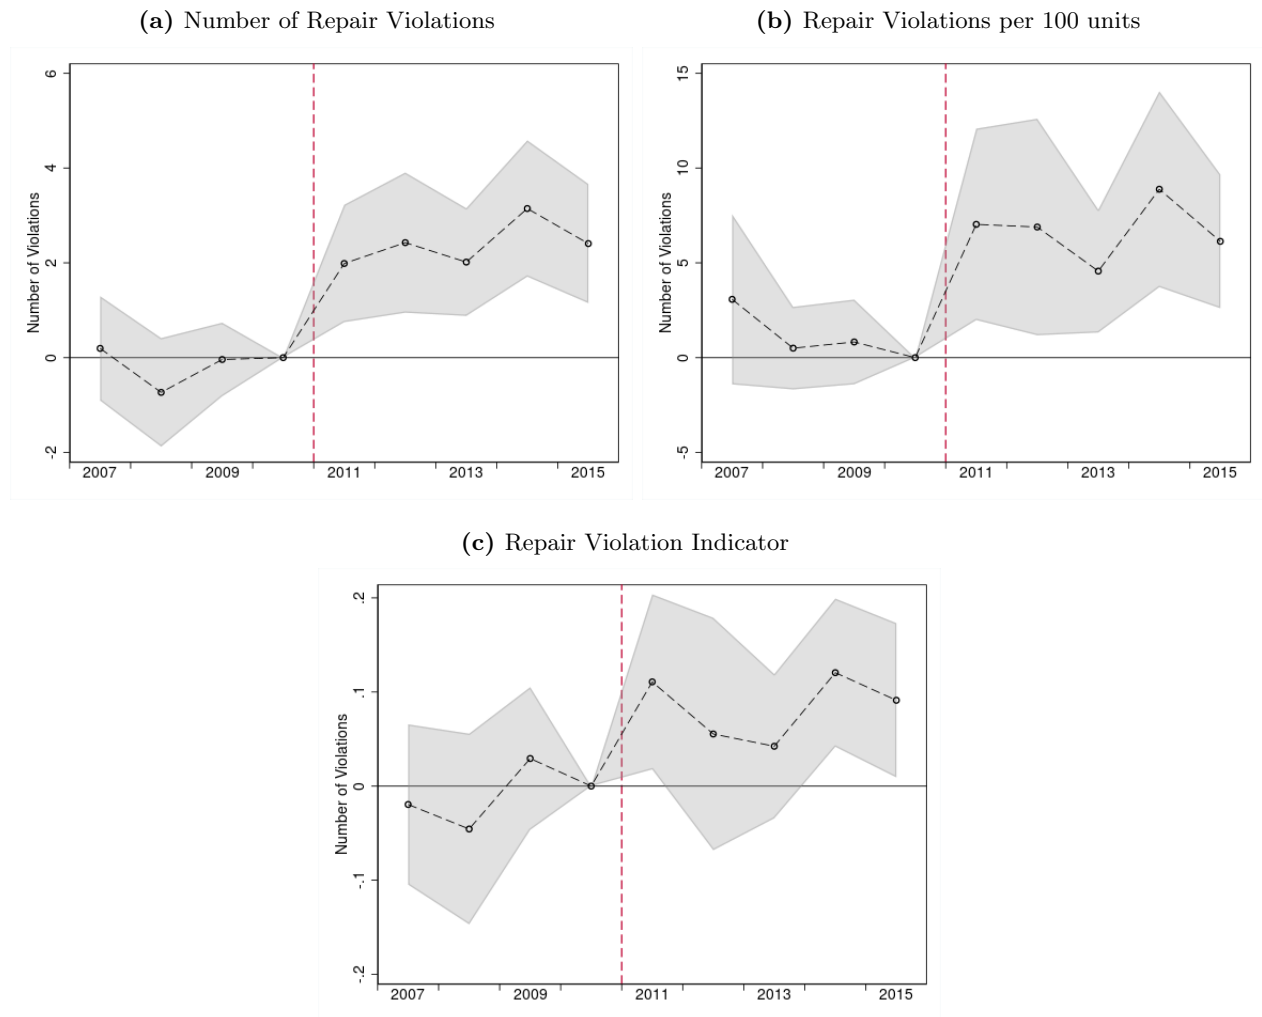 (a) Number of Repair Violations
(b) Repair Violations per 100 units
6
4
2
0
-2
Number of Violations
2007 2009 2011 2013 2015
15
10
5
0
-5
Number of Violations
2007 2009 2011 2013 2015
(c) Repair Violation Indicator
.2
.1
0
-.1
-.2
Number of Violations
2007 2009 2011 2013 2015